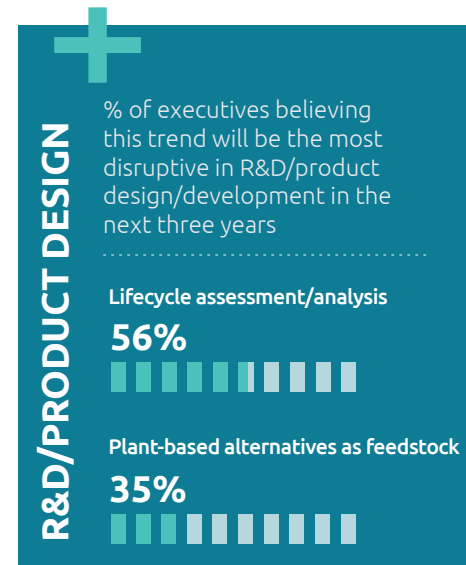 R&D/PRODUCT DESIGN
% of executives believing
this trend will be the most
disruptive in R&D/product
design/development in the
next three years
Lifecycle assessment/analysis
56%
Plant-based alternatives as feedstock
35%